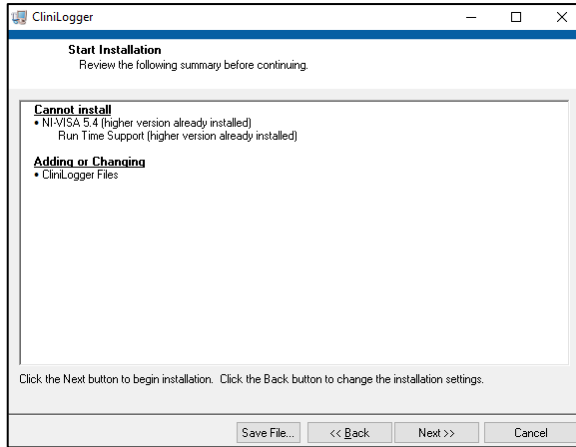 CliniLogger
Start Installation
Review the following summary before continuing.
Cannot install
• NI-VISA 5.4 (higher version already installed)
Run Time Support (higher version already installed)
Adding or Changing
• CliniLogger Files
Click the Next button to begin installation. Click the Back button to change the installation settings.
Save File... << Back Next >> Cancel